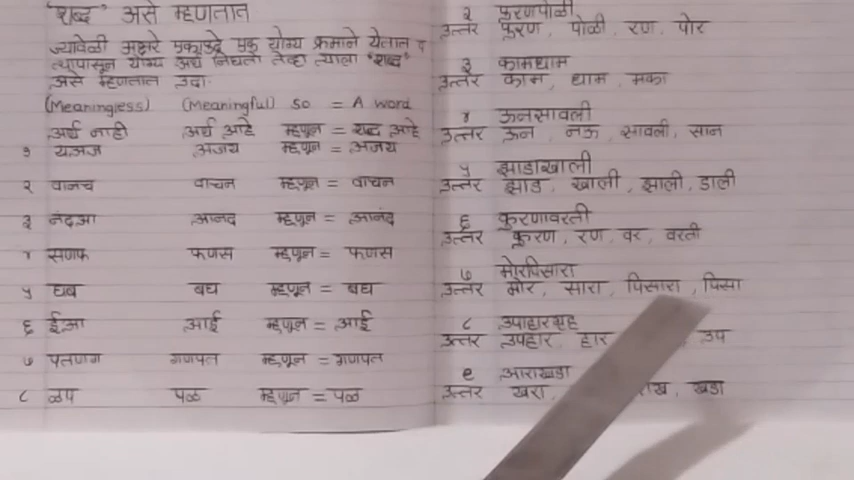 "शब्द" असे म्हणतात
ज्यावेळी अक्षरे एकापुढे एक योग्य क्रमाने येतात व
त्यापासून योग्य अर्थ निघतो तेव्हा त्याला "शब्द"
असे म्हणतात उदा.
(Meaningless) (Meaningful) so = A word
अर्थ नाही अर्थ आहे म्हणून = शब्द आहे
१ यअज अजय म्हणून = अजय
२ वानच वाचन म्हणून = वाचन
३ नंदआ आनंद म्हणून = आनंद
४ सणफ फणस म्हणून = फणस
५ घब बघ म्हणून = बघ
६ ईआ आई म्हणून = आई
७ पतणग गणपत म्हणून = गणपत
८ ळप पळ म्हणून = पळ
२ पुरणपोळी
उत्तर पुरण, पोळी, रण, पोर
३ कामधाम
उत्तर काम, धाम, मका
४ ऊनसावली
उत्तर ऊन, नऊ, सावली, सान
५ झाडाखाली
उत्तर झाड, खाली, झाली, डाली
६ कुरणावरती
उत्तर कुरण, रण, वर, वरती
७ मोरपिसारा
उत्तर मोर, सारा, पिसारा, पिसा
८ उपाहारगृह
उत्तर उपहार, हार उप
९ आराखडा
उत्तर खरा, राख, खडा